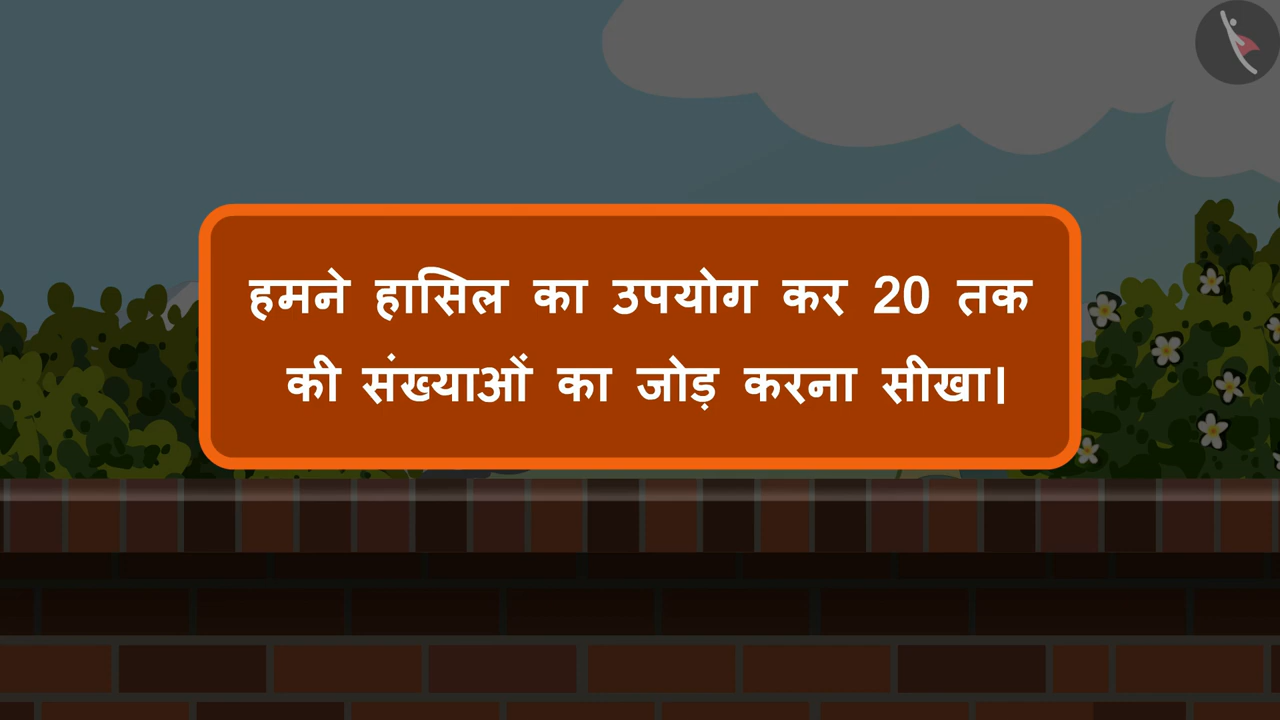 हमने हासिल का उपयोग कर 20 तक
की संख्याओं का जोड़ करना सीखा।